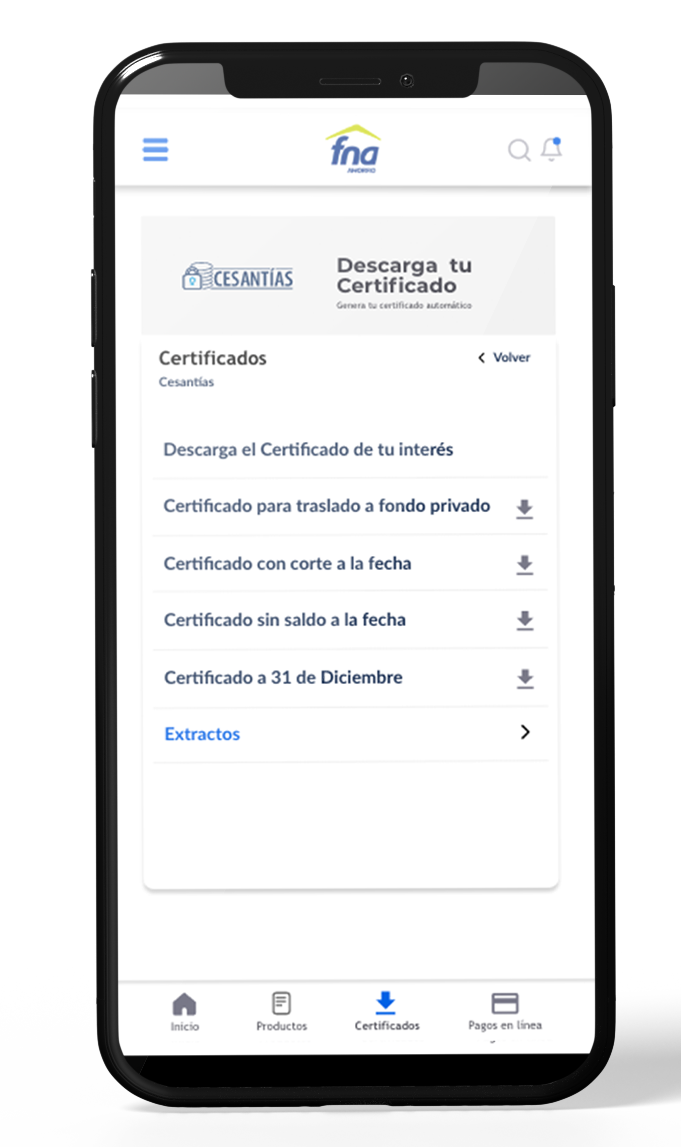 fna
AHORRO
CESANTÍAS
Descarga tu
Certificado
Genera tu certificado automático
Certificados
Volver
Cesantías
Descarga el Certificado de tu interés
Certificado para traslado a fondo privado
Certificado con corte a la fecha
Certificado sin saldo a la fecha
Certificado a 31 de Diciembre
Extractos
Inicio
Productos
Certificados
Pagos en línea